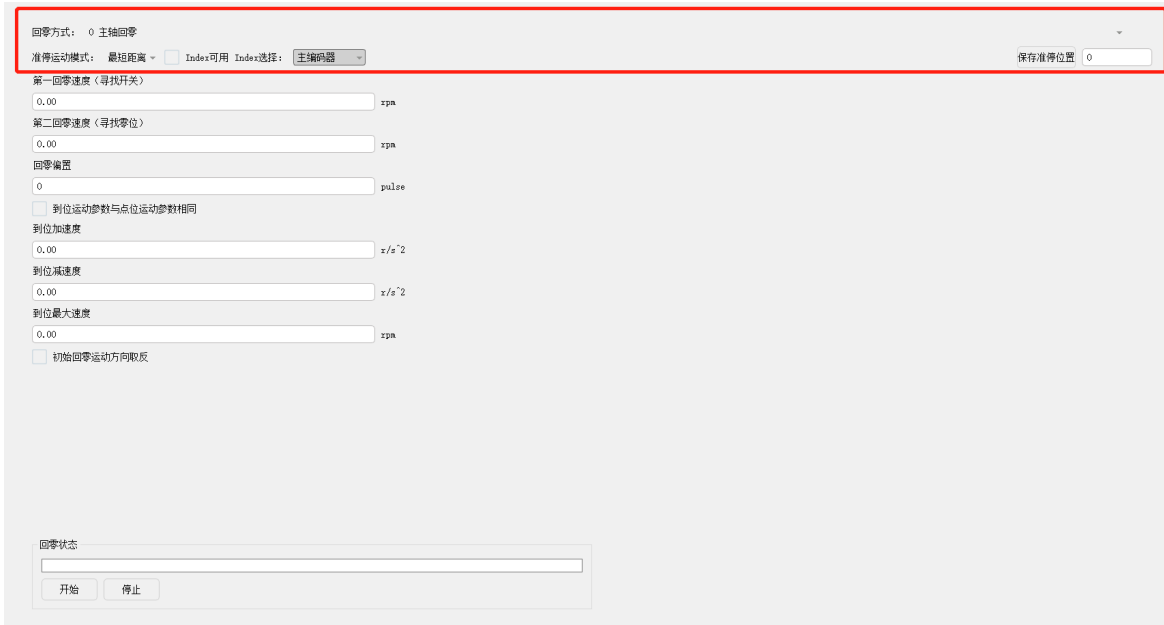 回零方式： 0 主轴回零
准停运动模式： 最短距离 Index可用 Index选择： 主编码器 保存准停位置 0
第一回零速度（寻找开关）
0.00 rpm
第二回零速度（寻找零位）
0.00 rpm
回零偏置
0 pulse
到位运动参数与点位运动参数相同
到位加速度
0.00 r/s^2
到位减速度
0.00 r/s^2
到位最大速度
0.00 rpm
初始回零运动方向取反
回零状态
开始 停止